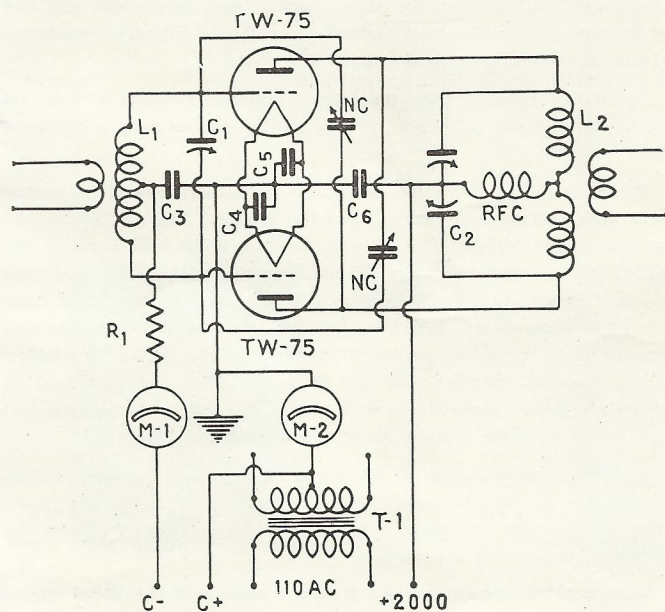 TW-75
L1
C1
NC
L2
C5
C3
C4
C6
RFC
C2
NC
R1
TW-75
M-1
M-2
T-1
C-
C+
110 AC
+2000